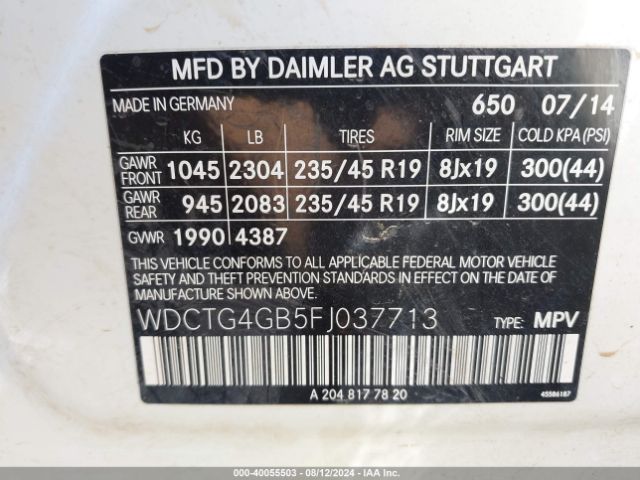 MFD BY DAIMLER AG STUTTGART
MADE IN GERMANY 650 07/14
KG LB TIRES RIM SIZE COLD KPA (PSI)
GAWR FRONT 1045 2304 235/45 R19 8Jx19 300(44)
GAWR REAR 945 2083 235/45 R19 8Jx19 300(44)
GVWR 1990 4387
THIS VEHICLE CONFORMS TO ALL APPLICABLE FEDERAL MOTOR VEHICLE
SAFETY AND THEFT PREVENTION STANDARDS IN EFFECT ON THE DATE OF
MANUFACTURE SHOWN ABOVE.
WDCTG4GB5FJ037713 TYPE: MPV
A 204 817 78 20 45586187
000-40055503 - 08/12/2024 - IAA Inc.